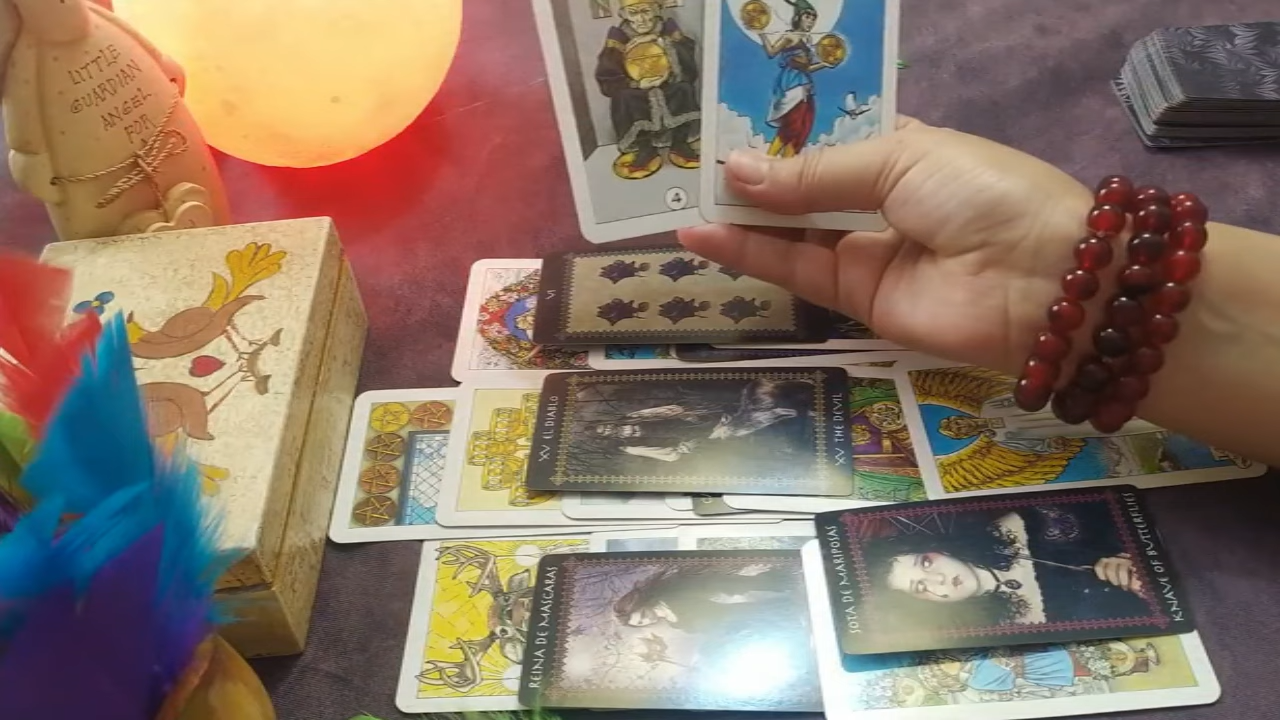 LITTLE
GUARDIAN
ANGEL
FOR
4
VI
XV EL DIABLO
XV THE DEVIL
REINA DE MASCARAS
SOTA DE MARIPOSAS
KNAVE OF BUTTERFLIES